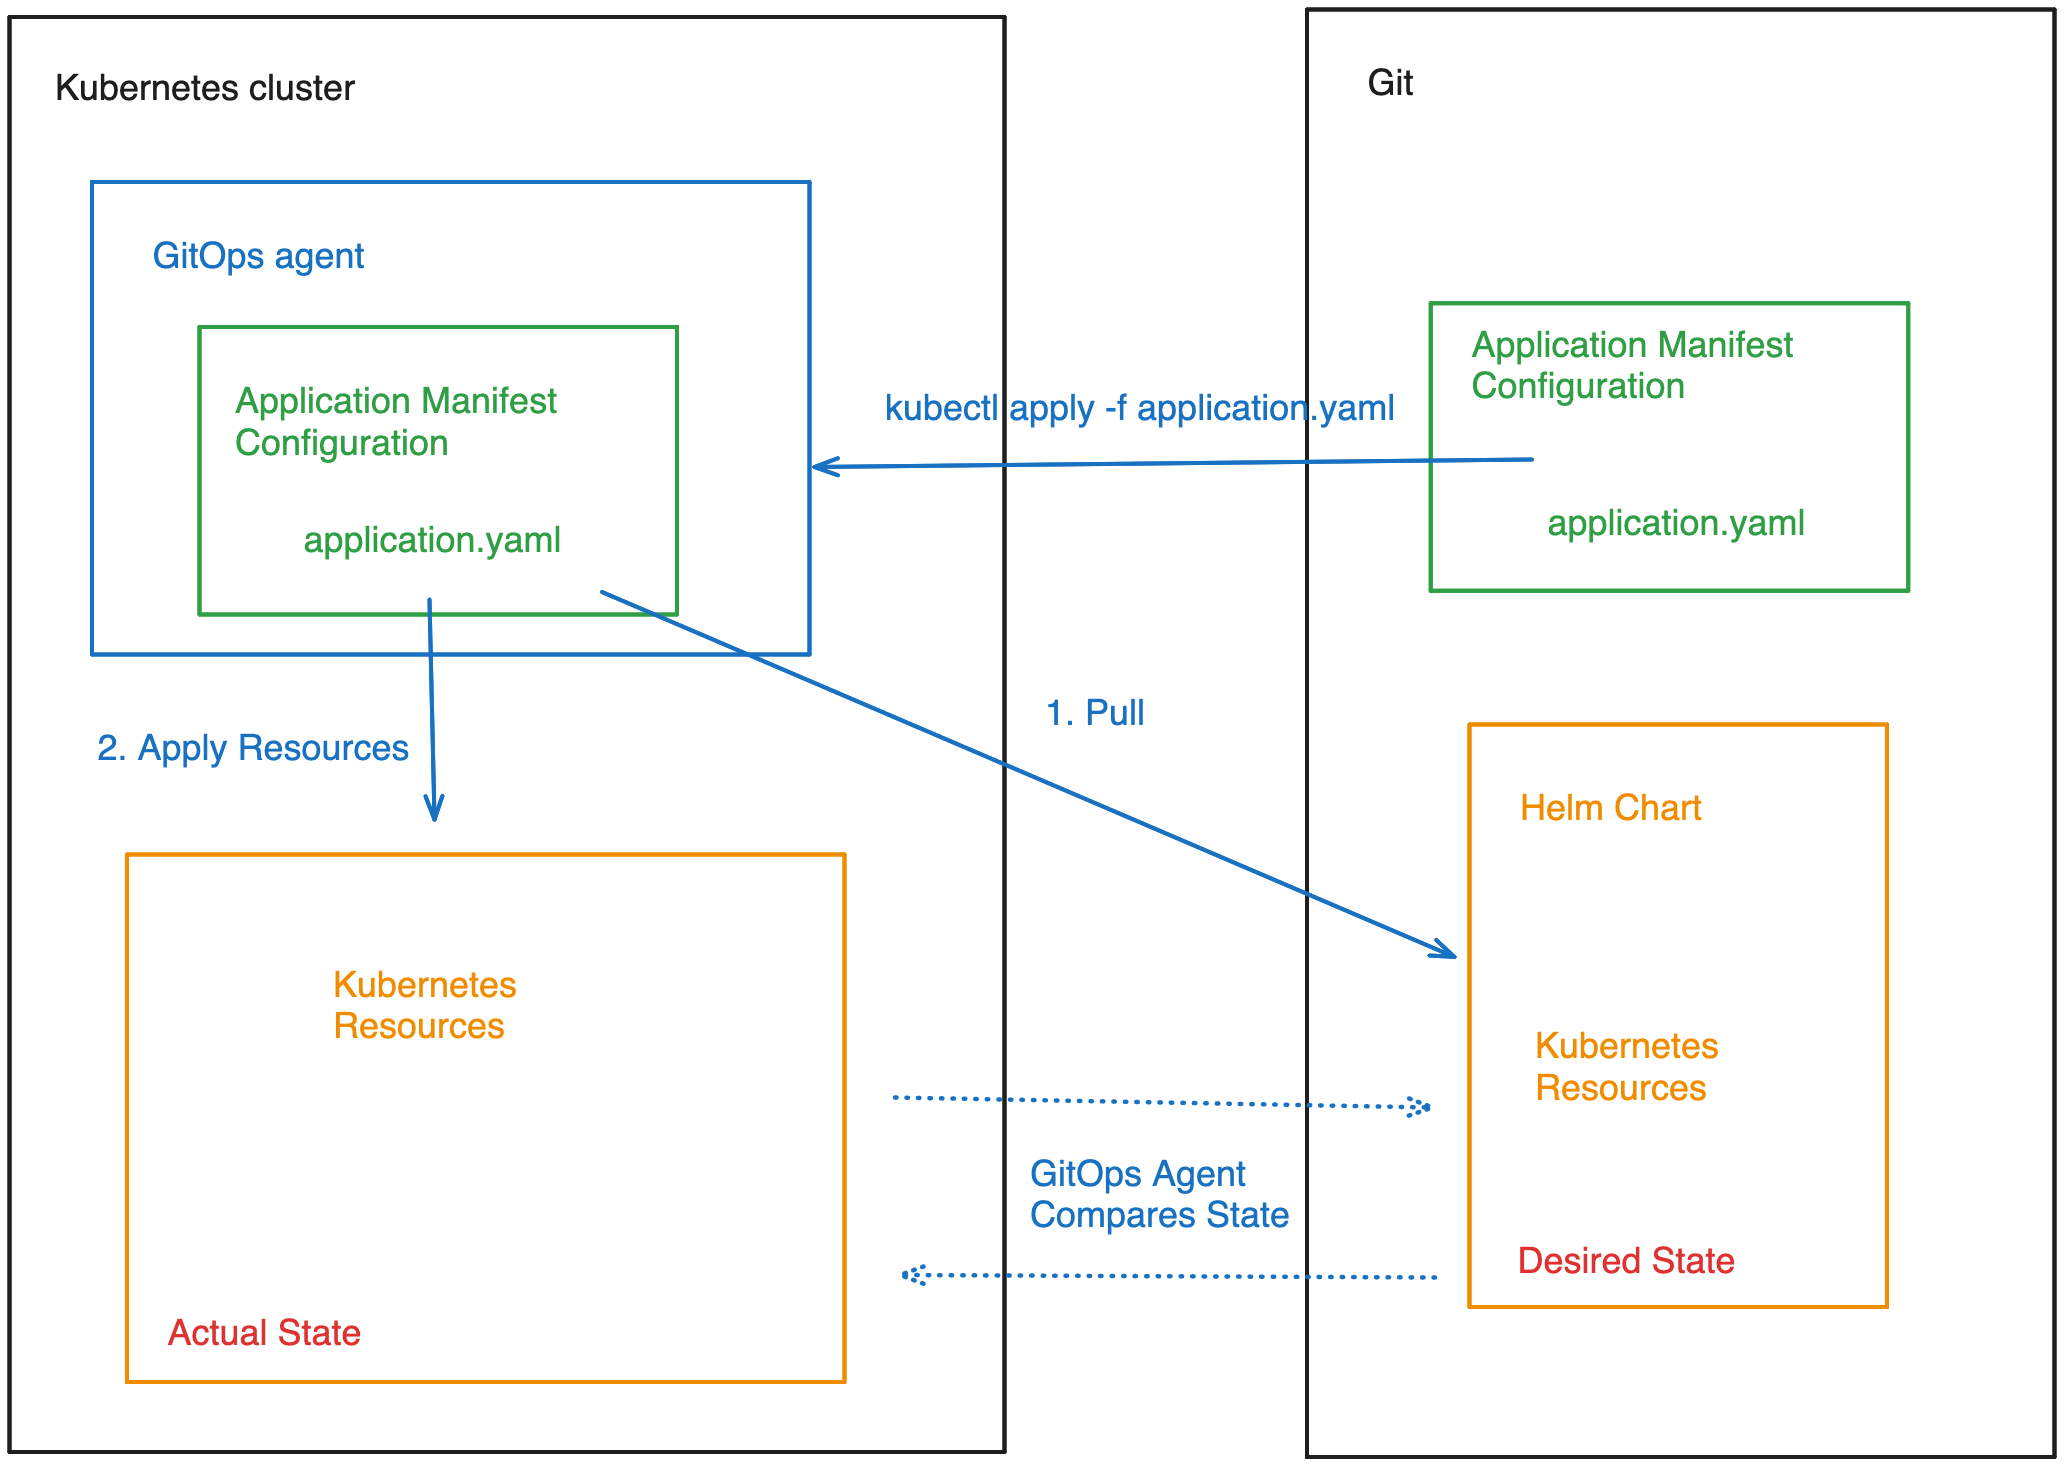 Kubernetes cluster
Git
GitOps agent
Application Manifest
Configuration
application.yaml
kubectl apply -f application.yaml
Application Manifest
Configuration
application.yaml
1. Pull
2. Apply Resources
Helm Chart
Kubernetes
Resources
Kubernetes
Resources
GitOps Agent
Compares State
Desired State
Actual State